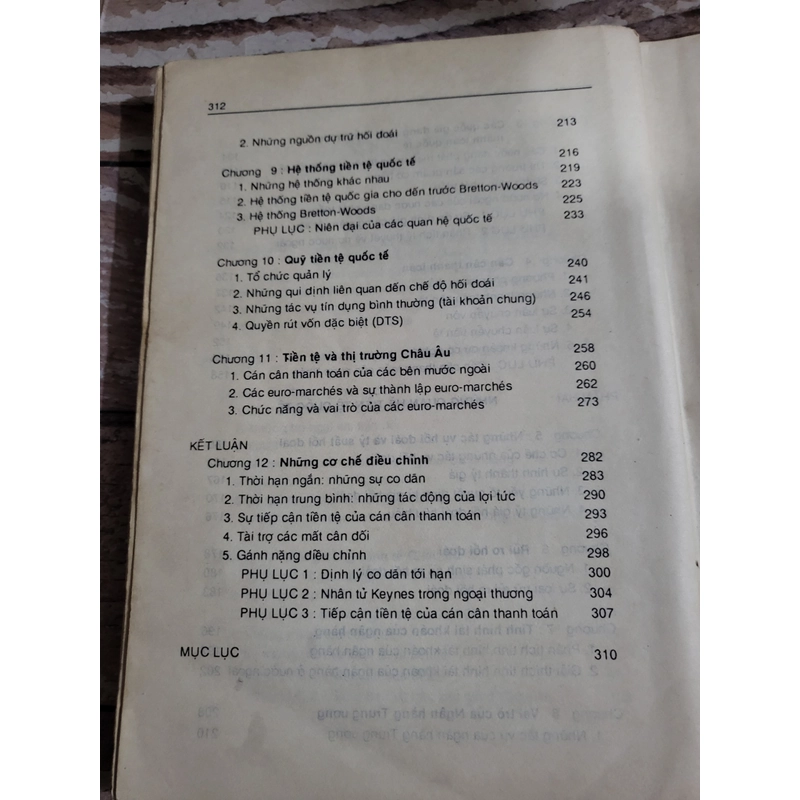 312
2. Những nguồn dự trữ hối đoái 213
Chương 9 : Hệ thống tiền tệ quốc tế 216
1. Những hệ thống khác nhau 219
2. Hệ thống tiền tệ quốc gia cho đến trước Bretton-Woods 223
3. Hệ thống Bretton-Woods 225
PHỤ LỤC : Niên đại của các quan hệ quốc tế 233
Chương 10 : Quỹ tiền tệ quốc tế
1. Tổ chức quản lý 240
2. Những qui định liên quan đến chế độ hối đoái 241
3. Những tác vụ tín dụng bình thường (tài khoản chung) 246
4. Quyền rút vốn đặc biệt (DTS) 254
Chương 11 : Tiền tệ và thị trường Châu Âu 258
1. Cán cân thanh toán của các bên mước ngoài 260
2. Các euro-marchés và sự thành lập euro-marchés 262
3. Chức năng và vai trò của các euro-marchés 273
KẾT LUẬN
Chương 12 : Những cơ chế điều chỉnh 282
1. Thời hạn ngắn: những sự co dãn 283
2. Thời hạn trung bình: những tác động của lợi tức 290
3. Sự tiếp cận tiền tệ của cán cân thanh toán 293
4. Tài trợ các mất cân đối 296
5. Gánh nặng điều chỉnh 298
PHỤ LỤC 1 : Định lý co dãn tới hạn 300
PHỤ LỤC 2 : Nhân tử Keynes trong ngoại thương 304
PHỤ LỤC 3 : Tiếp cận tiền tệ của cán cân thanh toán 307
MỤC LỤC 310